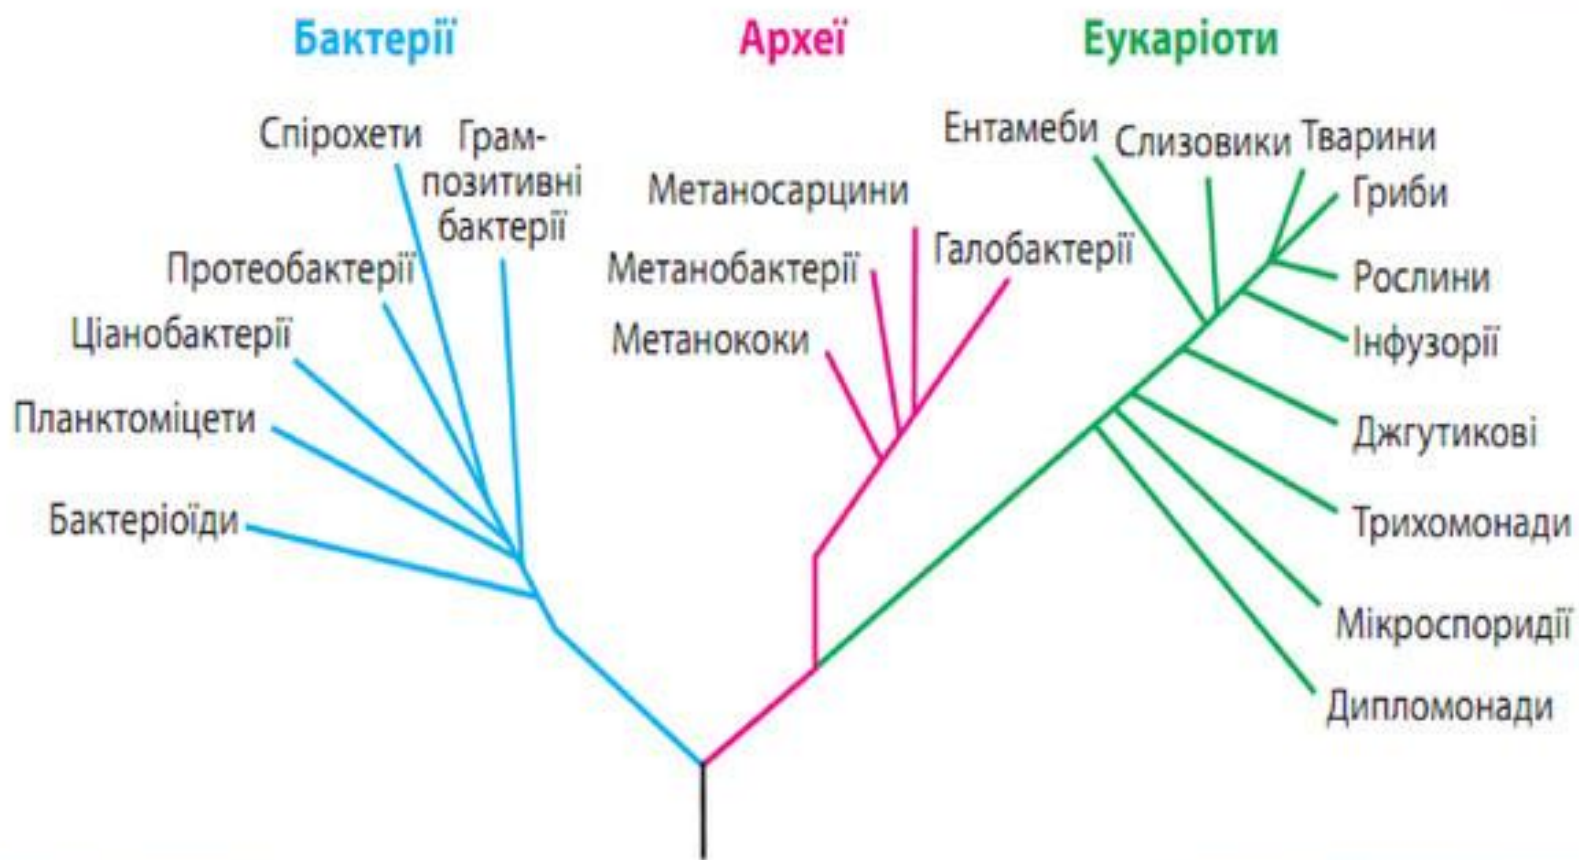 Бактерії
Археї
Еукаріоти
Спірохети
Грам-
позитивні
бактерії
Протеобактерії
Ціанобактерії
Планктоміцети
Бактеріоїди
Метаносарцини
Метанобактерії
Метанококи
Галобактерії
Ентамеби
Слизовики
Тварини
Гриби
Рослини
Інфузорії
Джгутикові
Трихомонади
Мікроспоридії
Дипломонади